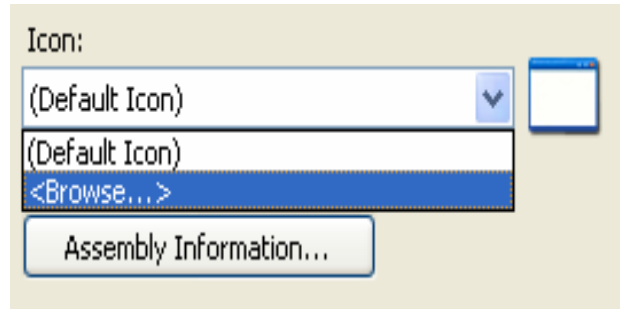 Icon:
(Default Icon)
(Default Icon)
<Browse...>
Assembly Information...